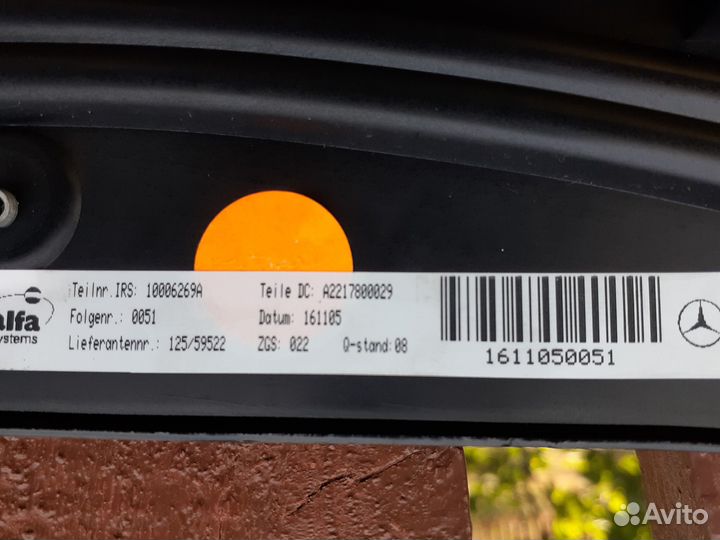 alfa
systems
Teilnr.IRS: 10006269A Teile DC: A2217800029
Folgenr.: 0051 Datum: 161105
Lieferantennr.: 125/59522 ZGS: 022 Q-stand:08
1611050051
Avito